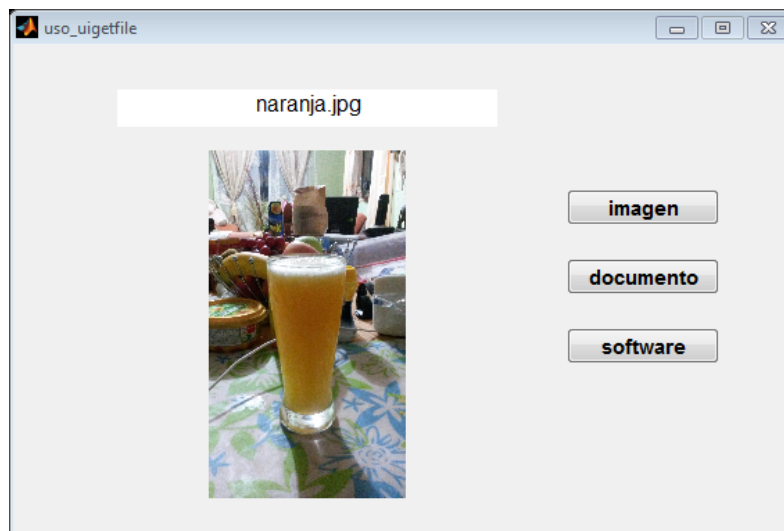 uso_uigetfile
naranja.jpg
imagen
documento
software